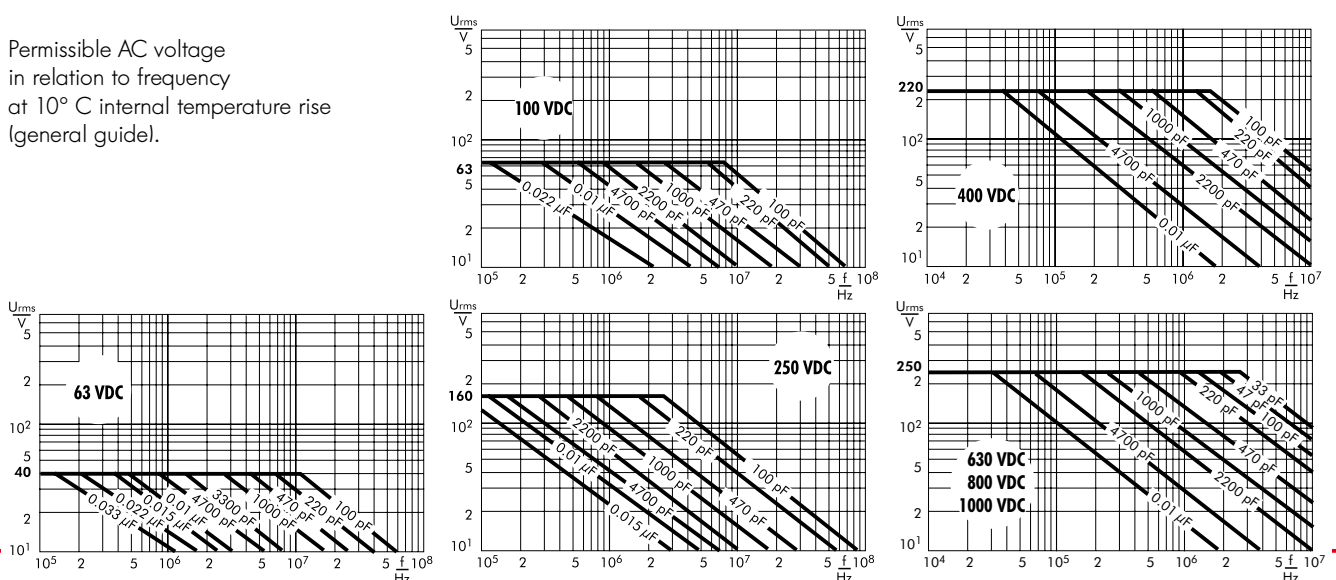 Permissible AC voltage
in relation to frequency
at 10° C internal temperature rise
(general guide).
Urms
V
5
2
10²
63
5
2
10¹
100 VDC
0.022 µF
0.01 µF
4700 pF
2200 pF
1000 pF
470 pF
220 pF
100 pF
10⁵ 2 5 10⁶ 2 5 10⁷ 2 5 f/Hz 10⁸
Urms
V
5
220
2
10²
5
2
10¹
400 VDC
100 pF
220 pF
470 pF
1000 pF
2200 pF
4700 pF
0.01 µF
10⁴ 2 5 10⁵ 2 5 10⁶ 2 5 f/Hz 10⁷
Urms
V
5
2
10²
5
40
2
10¹
63 VDC
0.033 µF
0.022 µF
0.015 µF
0.01 µF
4700 pF
3300 pF
1000 pF
470 pF
220 pF
100 pF
10⁵ 2 5 10⁶ 2 5 10⁷ 2 5 f/Hz 10⁸
Urms
V
5
2
160
10²
5
2
10¹
250 VDC
2200 pF
0.01 µF
4700 pF
0.015 µF
1000 pF
220 pF
470 pF
100 pF
10⁵ 2 5 10⁶ 2 5 10⁷ 2 5 f/Hz 10⁸
Urms
V
5
250
2
10²
5
2
10¹
630 VDC
800 VDC
1000 VDC
33 pF
47 pF
100 pF
220 pF
470 pF
1000 pF
2200 pF
4700 pF
0.01 µF
10⁴ 2 5 10⁵ 2 5 10⁶ 2 5 f/Hz 10⁷